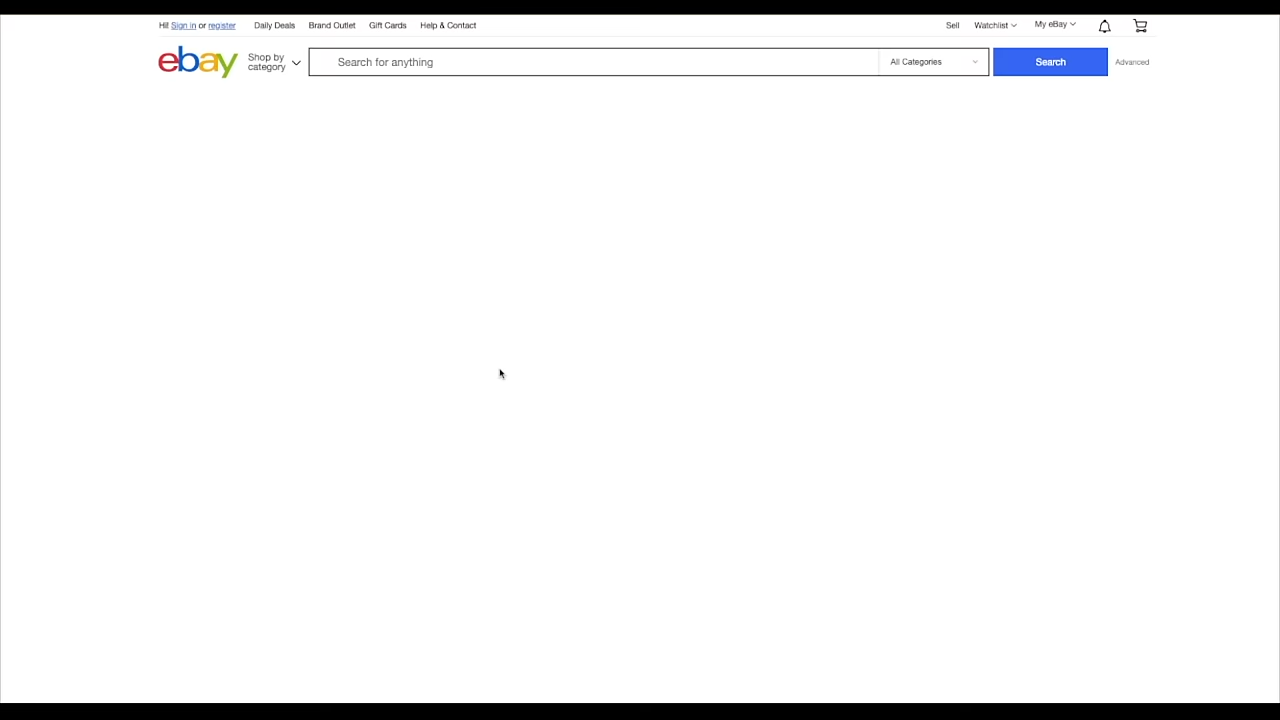 Hi! Sign in or register Daily Deals Brand Outlet Gift Cards Help & Contact Sell Watchlist My eBay
ebay Shop by category Search for anything All Categories Search Advanced